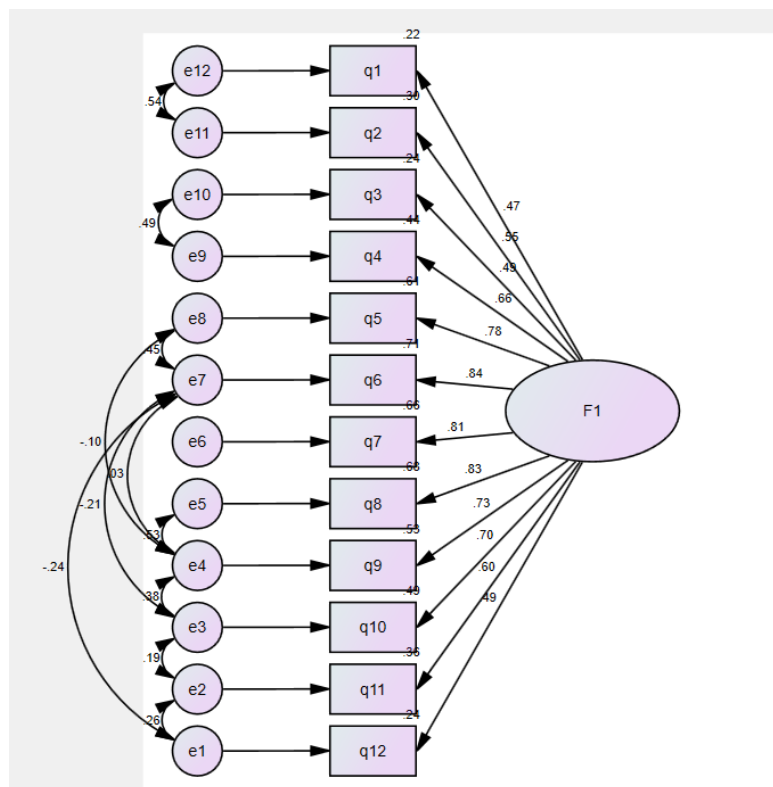 .22
e12 q1
.54 .30
e11 q2
.24
e10 q3
.49 .44 .47
e9 q4 .55
.61 .49
e8 q5 .66
.45 .71 .78
e7 q6 .84
.66 F1
-.10 e6 q7 .81
.03 .68 .83
-.21 e5 q8 .73
.53 .53 .70
-.24 e4 q9 .60
.38 .49 .49
e3 q10
.19 .36
e2 q11
.26 .24
e1 q12